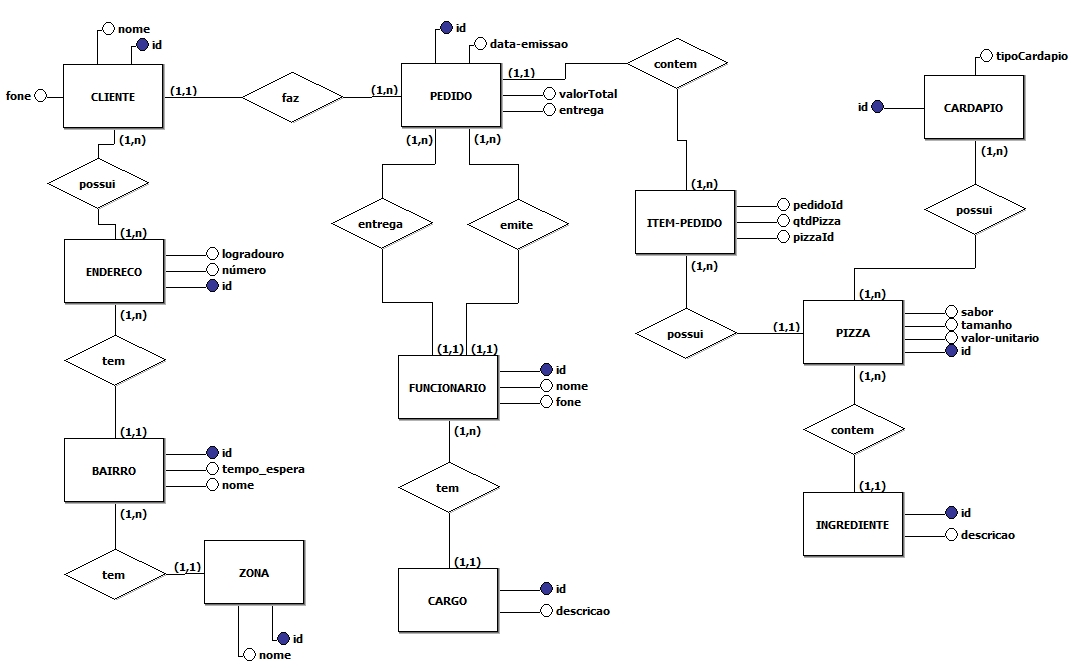 nome
id
fone
CLIENTE
(1,1)
faz
(1,n)
id
data-emissao
PEDIDO
(1,1)
valorTotal
entrega
contem
tipoCardapio
id
CARDAPIO
(1,n)
possui
(1,n)
(1,n)
(1,n)
entrega
emite
(1,n)
ITEM-PEDIDO
pedidoId
qtdPizza
pizzaId
(1,n)
possui
(1,n)
ENDERECO
logradouro
número
id
(1,n)
tem
(1,1)
(1,1)
FUNCIONARIO
id
nome
fone
(1,n)
possui
(1,1)
(1,n)
PIZZA
sabor
tamanho
valor-unitario
id
(1,n)
contem
(1,1)
INGREDIENTE
id
descricao
(1,1)
BAIRRO
id
tempo_espera
nome
(1,n)
tem
(1,1)
ZONA
id
nome
tem
(1,1)
CARGO
id
descricao